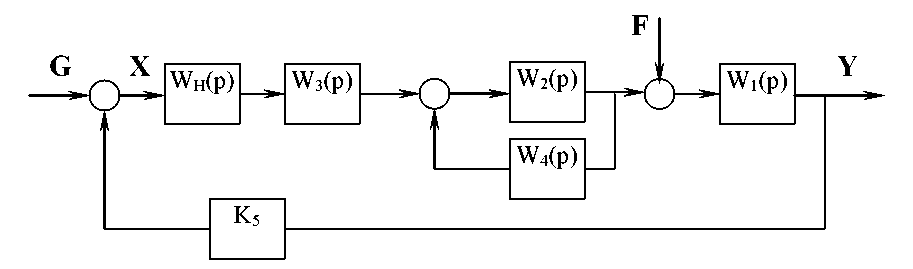 F
G X W_H(p) W_3(p) W_2(p) W_1(p) Y
W_4(p)
K_5